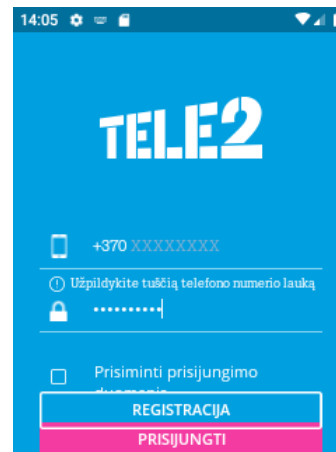 14:05
TELE2
+370 XXXXXXXX
Užpildykite tuščią telefono numerio lauką
••••••••••
Prisiminti prisijungimo
duomenis
REGISTRACIJA
PRISIJUNGTI